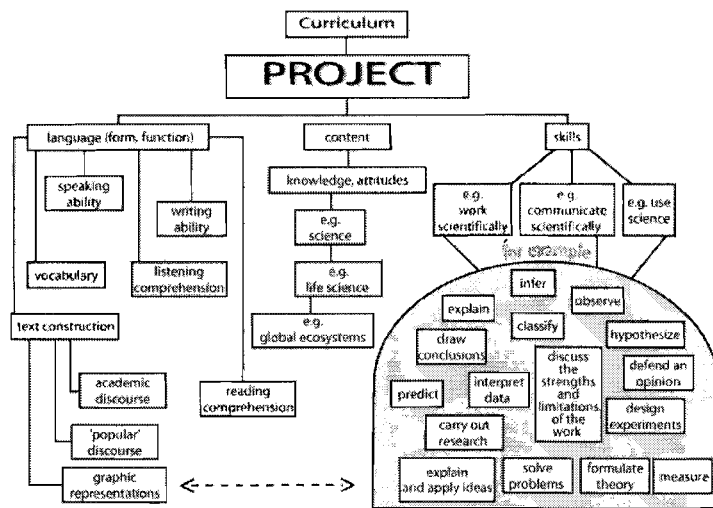 Curriculum
PROJECT
language (form, function)
content
skills
speaking
ability
writing
ability
vocabulary
listening
comprehension
text construction
academic
discourse
'popular'
discourse
graphic
representations
reading
comprehension
knowledge, attitudes
e.g.
science
e.g.
life science
e.g.
global ecosystems
e.g.
work
scientifically
e.g.
communicate
scientifically
e.g. use
science
for example
infer
observe
explain
classify
hypothesize
draw
conclusions
discuss
the
strengths
and
limitations
of the
work
defend an
opinion
predict
interpret
data
design
experiments
carry out
research
explain
and apply ideas
solve
problems
formulate
theory
measure